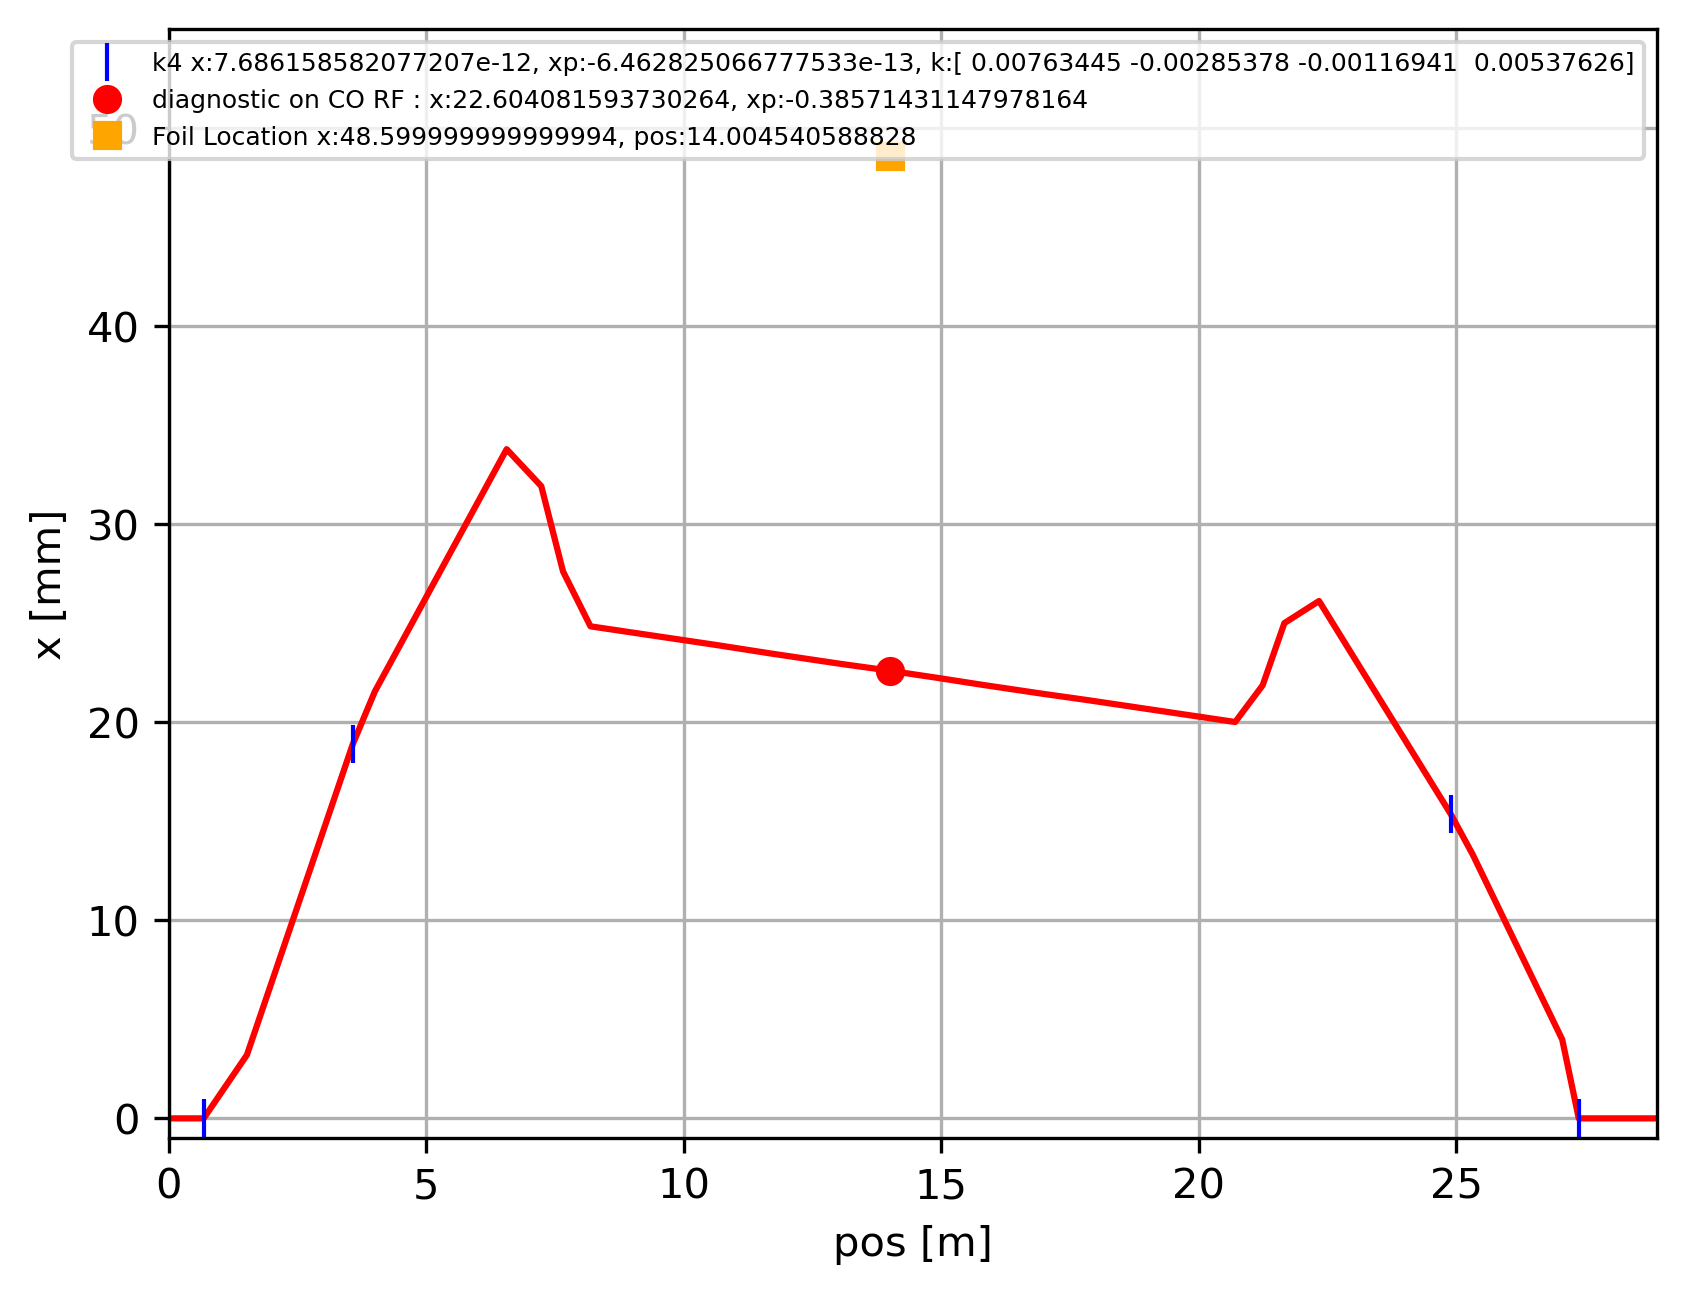 k4 x:7.686158582077207e-12, xp:-6.462825066777533e-13, k:[ 0.00763445 -0.00285378 -0.00116941  0.00537626]
diagnostic on CO RF : x:22.604081593730264, xp:-0.38571431147978164
Foil Location x:48.599999999999994, pos:14.004540588828
50
40
30
20
10
0
x [mm]
0 5 10 15 20 25
pos [m]